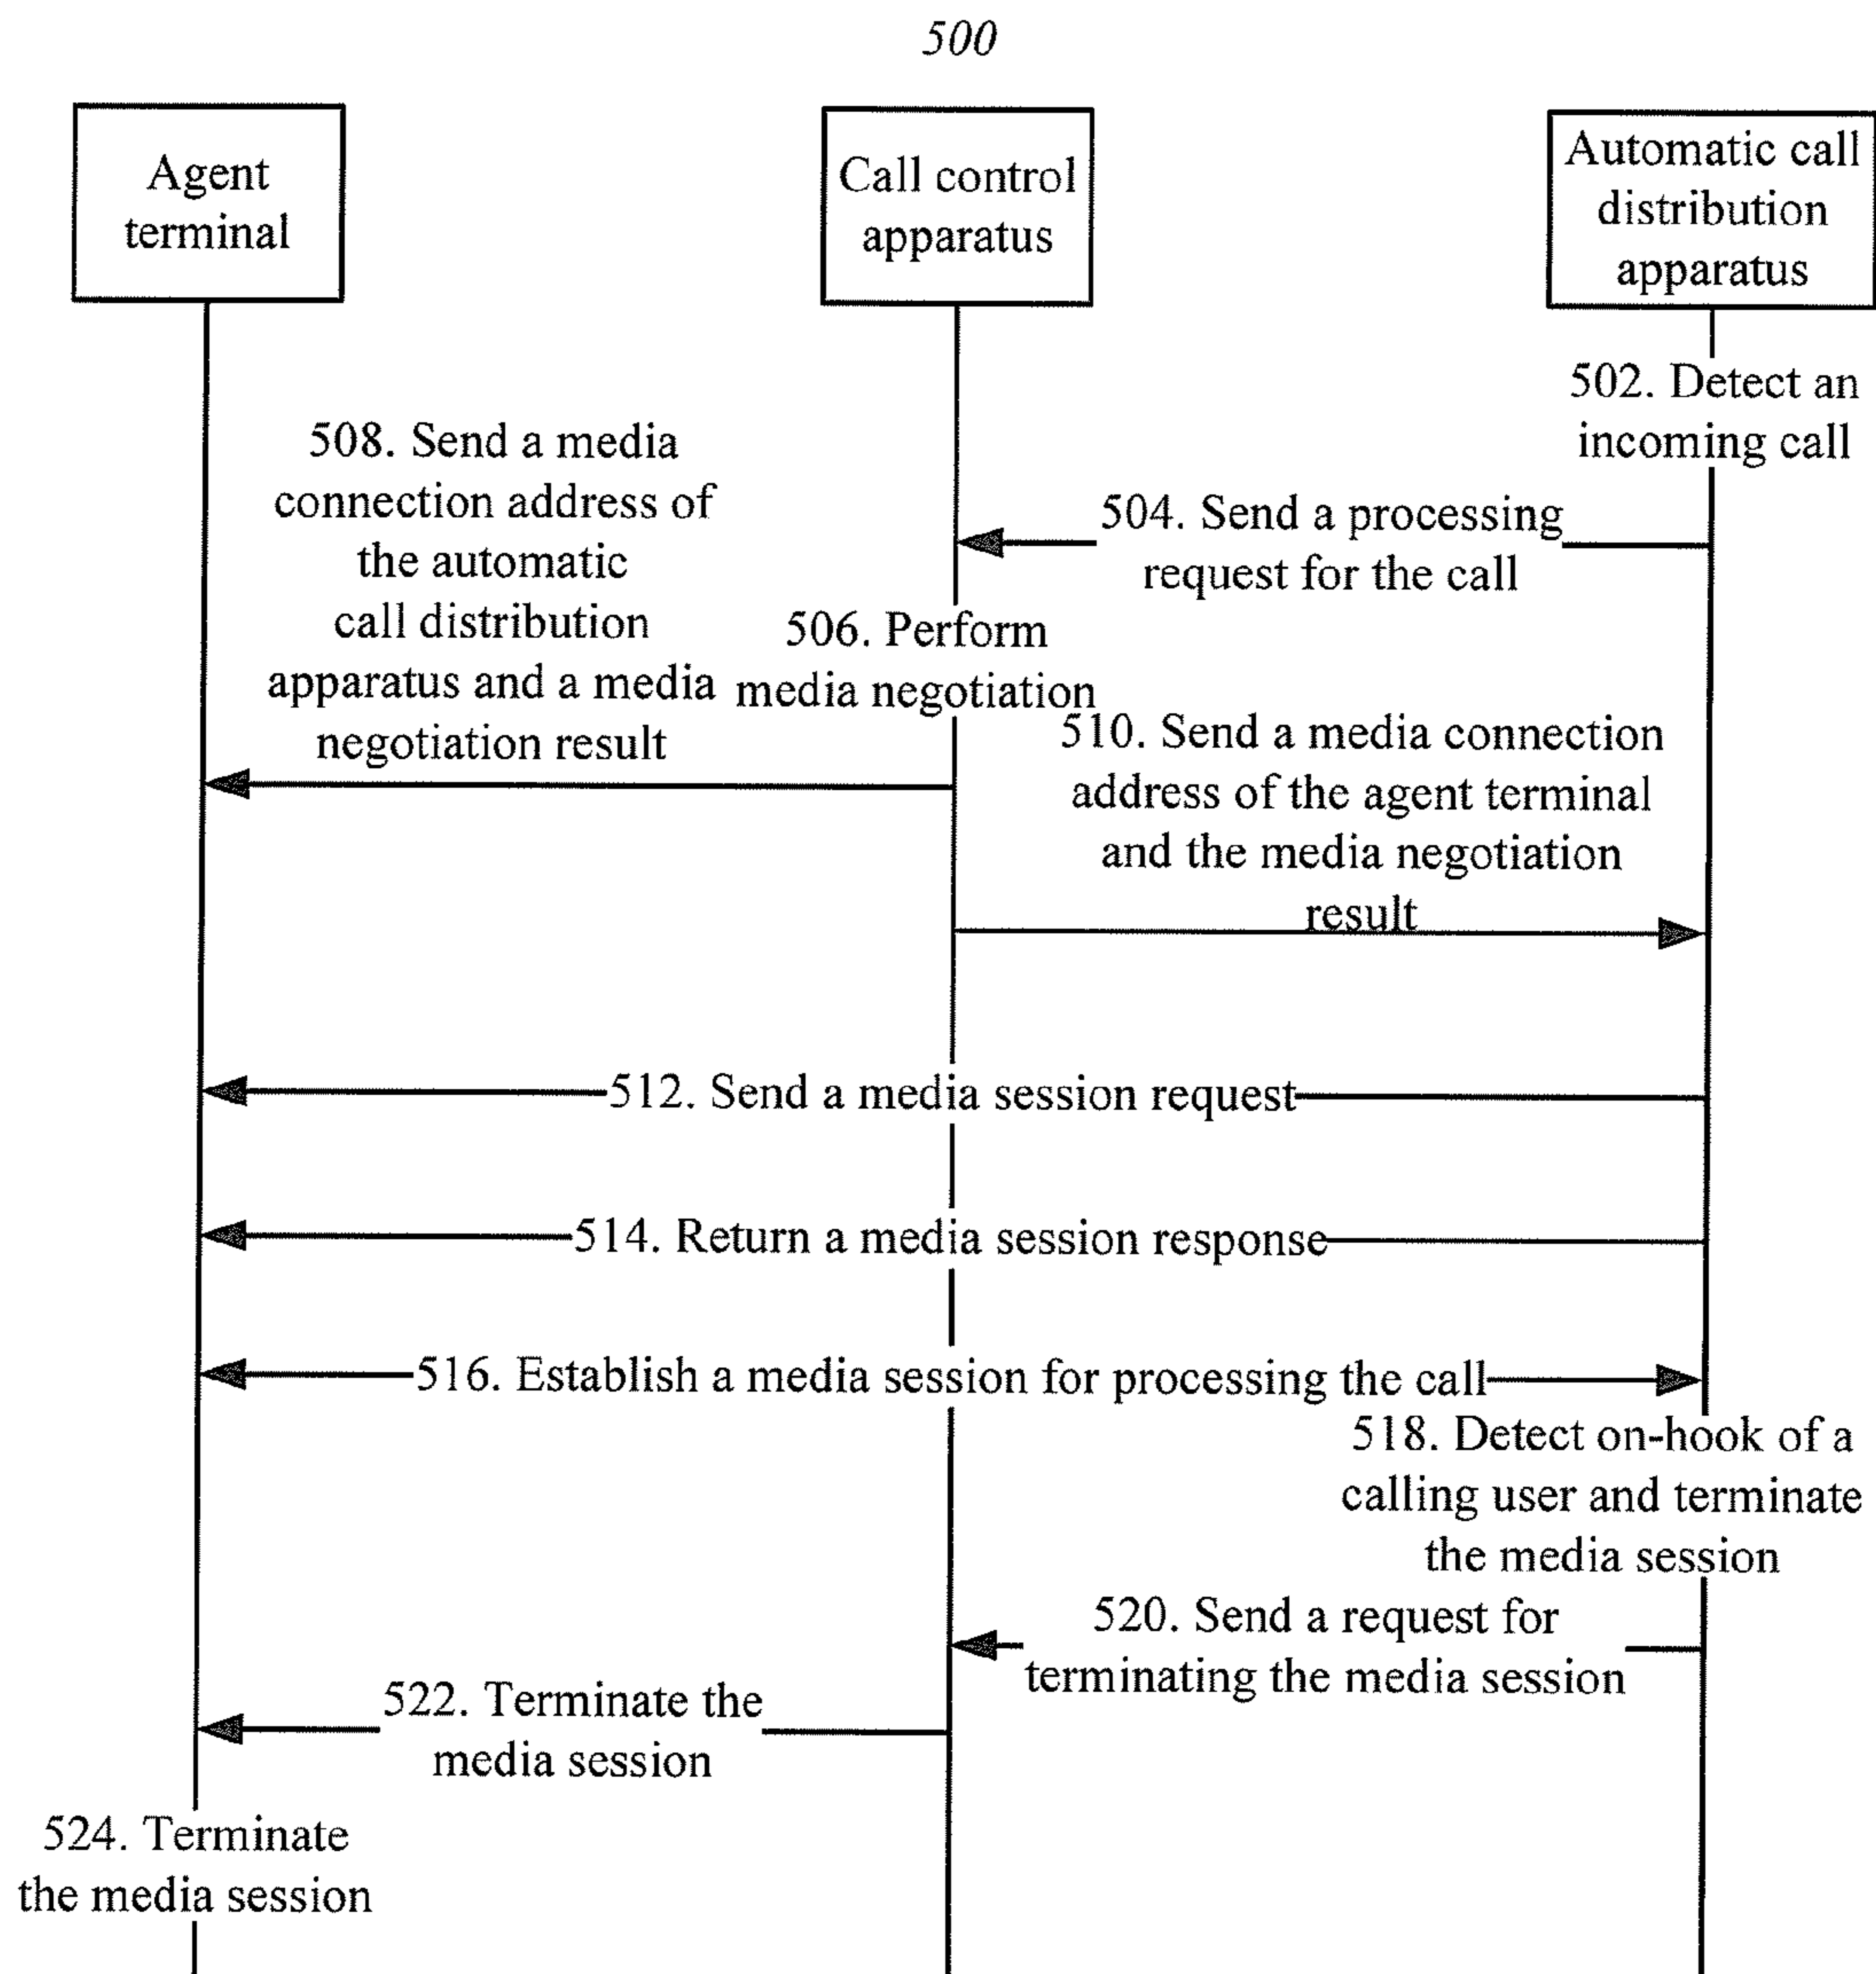 500
Agent
terminal
Call control
apparatus
Automatic call
distribution
apparatus
502. Detect an
incoming call
504. Send a processing
request for the call
506. Perform
media negotiation
508. Send a media
connection address of
the automatic
call distribution
apparatus and a media
negotiation result
510. Send a media connection
address of the agent terminal
and the media negotiation
result
512. Send a media session request
514. Return a media session response
516. Establish a media session for processing the call
518. Detect on-hook of a
calling user and terminate
the media session
520. Send a request for
terminating the media session
522. Terminate the
media session
524. Terminate
the media session